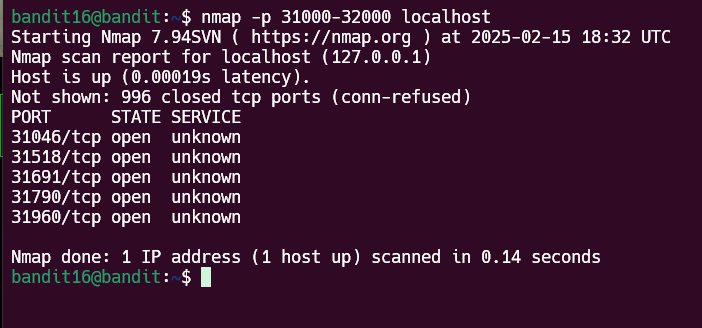 bandit16@bandit:~$ nmap -p 31000-32000 localhost
Starting Nmap 7.94SVN ( https://nmap.org ) at 2025-02-15 18:32 UTC
Nmap scan report for localhost (127.0.0.1)
Host is up (0.00019s latency).
Not shown: 996 closed tcp ports (conn-refused)
PORT      STATE SERVICE
31046/tcp open  unknown
31518/tcp open  unknown
31691/tcp open  unknown
31790/tcp open  unknown
31960/tcp open  unknown

Nmap done: 1 IP address (1 host up) scanned in 0.14 seconds
bandit16@bandit:~$